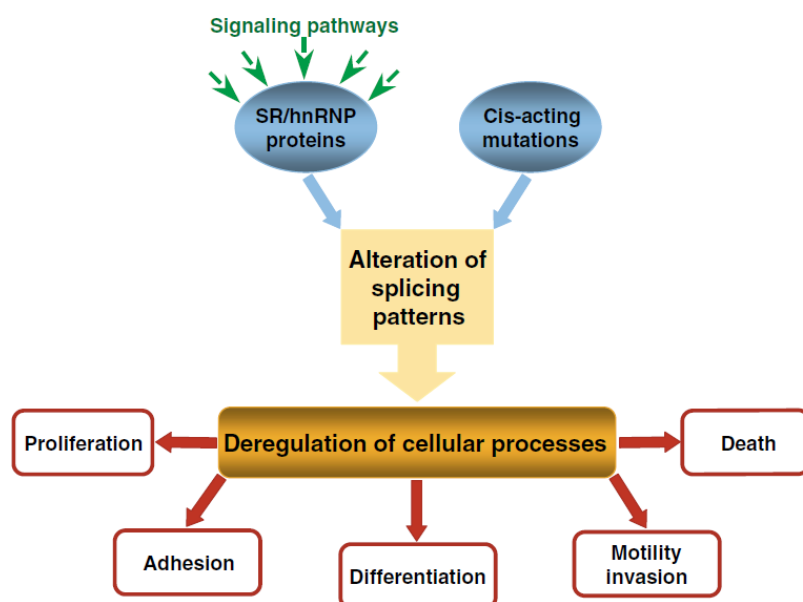 Signaling pathways
SR/hnRNP
proteins
Cis-acting
mutations
Alteration of
splicing
patterns
Deregulation of cellular processes
Proliferation
Death
Adhesion
Differentiation
Motility
invasion